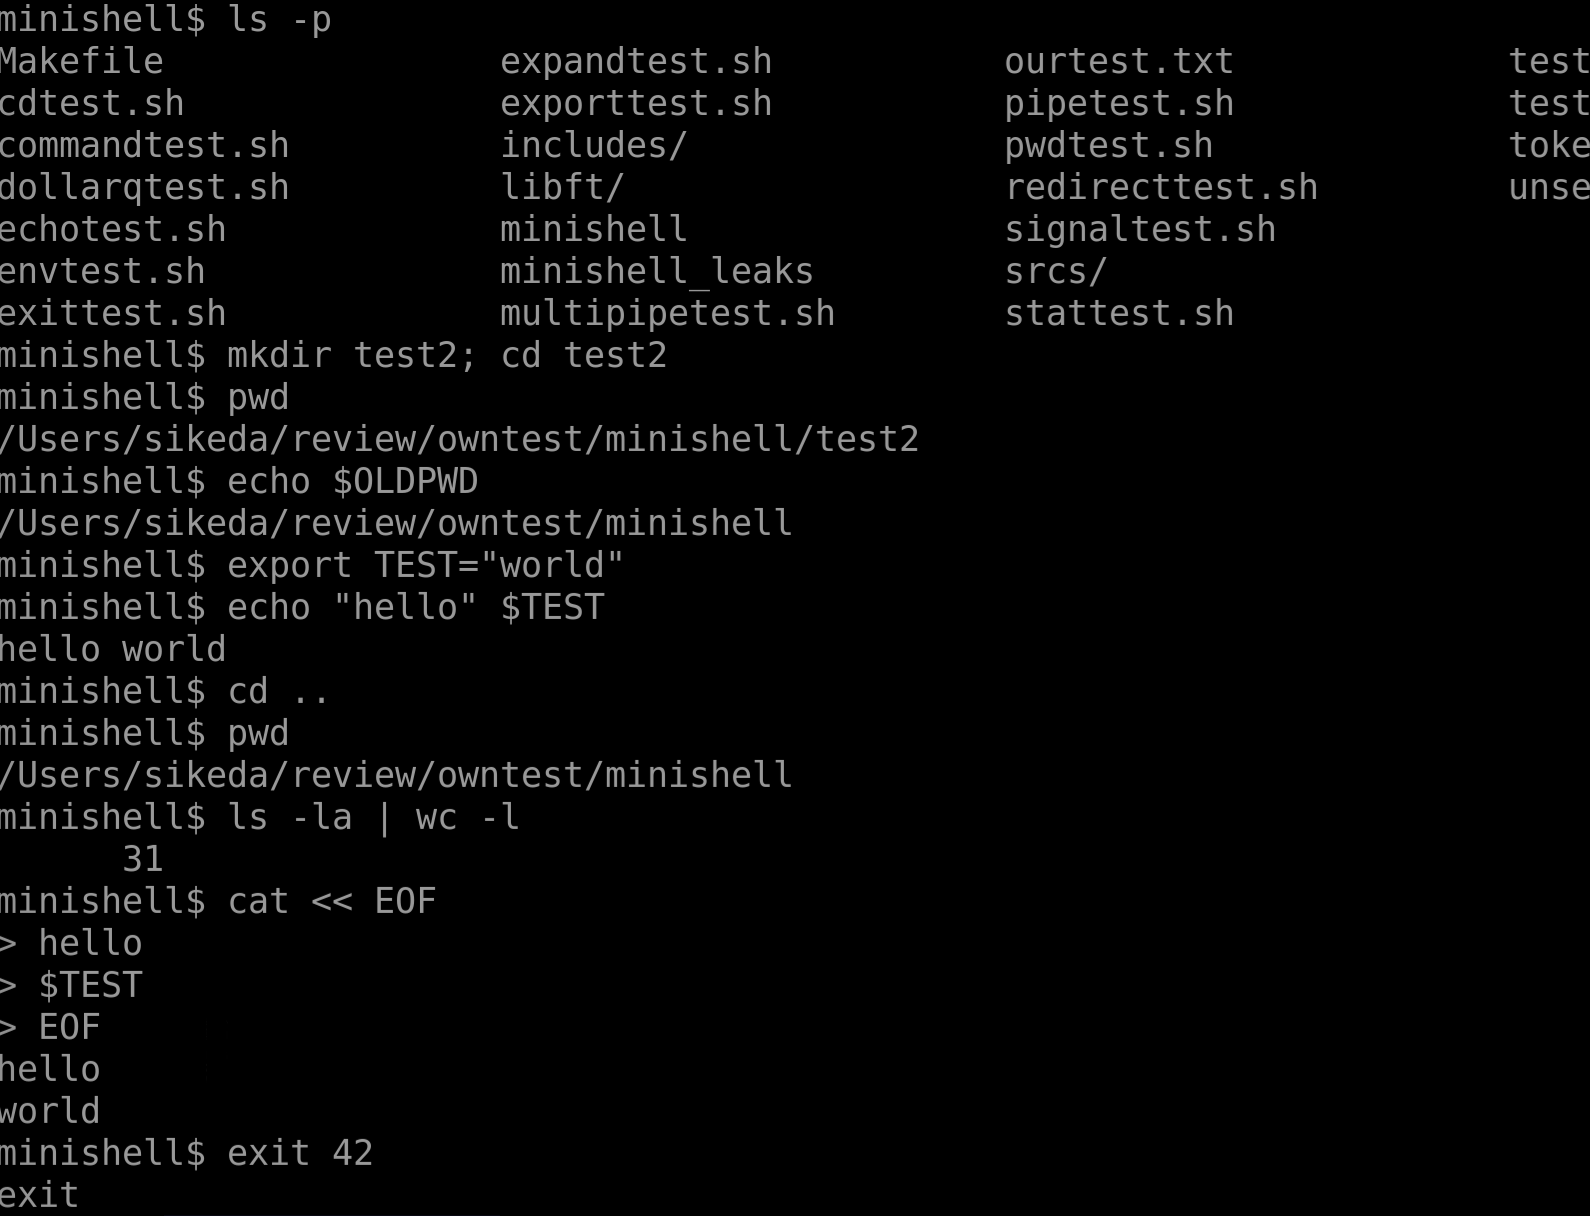 minishell$ ls -p
Makefile                expandtest.sh           ourtest.txt             test
cdtest.sh               exporttest.sh           pipetest.sh             test
commandtest.sh          includes/               pwdtest.sh              toke
dollarqtest.sh          libft/                  redirecttest.sh         unse
echotest.sh             minishell               signaltest.sh
envtest.sh              minishell_leaks         srcs/
exittest.sh             multipipetest.sh        stattest.sh
minishell$ mkdir test2; cd test2
minishell$ pwd
/Users/sikeda/review/owntest/minishell/test2
minishell$ echo $OLDPWD
/Users/sikeda/review/owntest/minishell
minishell$ export TEST="world"
minishell$ echo "hello" $TEST
hello world
minishell$ cd ..
minishell$ pwd
/Users/sikeda/review/owntest/minishell
minishell$ ls -la | wc -l
      31
minishell$ cat << EOF
> hello
> $TEST
> EOF
hello
world
minishell$ exit 42
exit